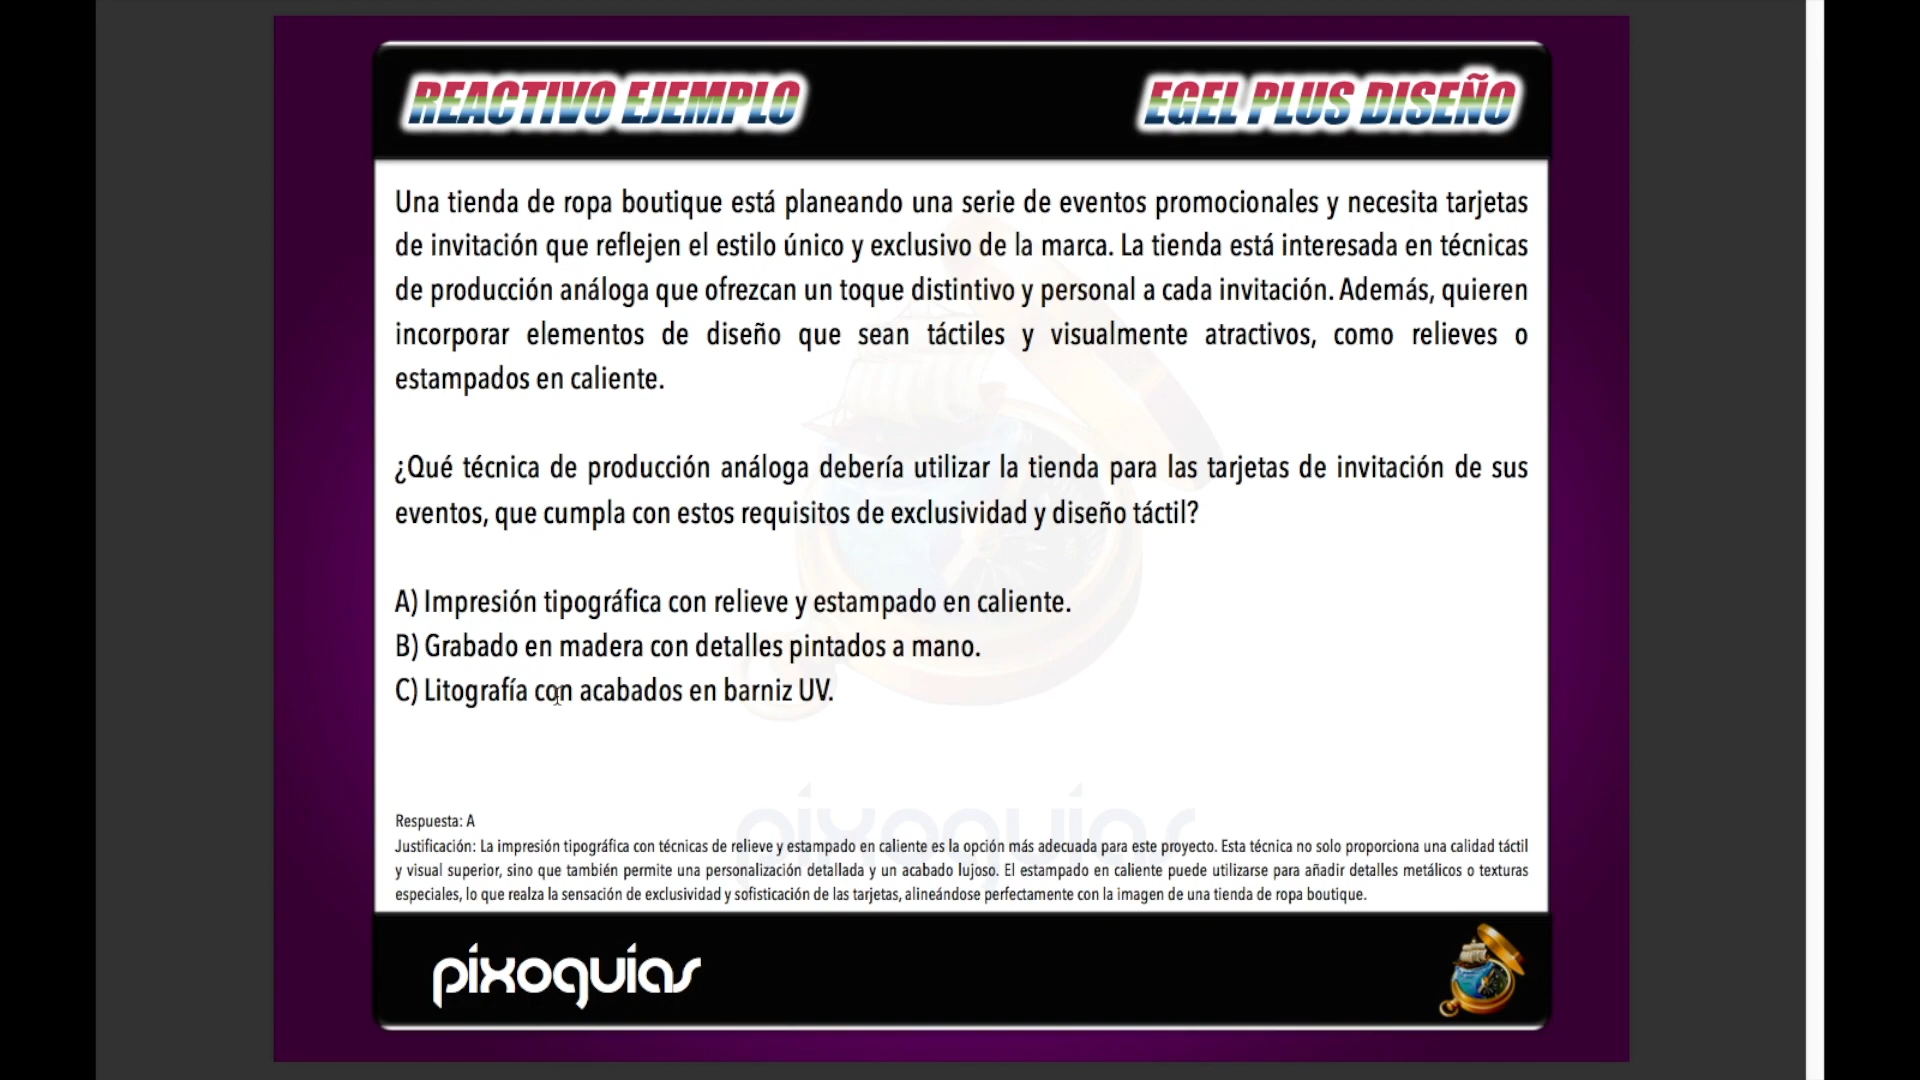 REACTIVO EJEMPLO
EGEL PLUS DISEÑO
Una tienda de ropa boutique está planeando una serie de eventos promocionales y necesita tarjetas
de invitación que reflejen el estilo único y exclusivo de la marca. La tienda está interesada en técnicas
de producción análoga que ofrezcan un toque distintivo y personal a cada invitación. Además, quieren
incorporar elementos de diseño que sean táctiles y visualmente atractivos, como relieves o
estampados en caliente.
¿Qué técnica de producción análoga debería utilizar la tienda para las tarjetas de invitación de sus
eventos, que cumpla con estos requisitos de exclusividad y diseño táctil?
A) Impresión tipográfica con relieve y estampado en caliente.
B) Grabado en madera con detalles pintados a mano.
C) Litografía con acabados en barniz UV.
pixoguias
Respuesta: A
Justificación: La impresión tipográfica con técnicas de relieve y estampado en caliente es la opción más adecuada para este proyecto. Esta técnica no solo proporciona una calidad táctil
y visual superior, sino que también permite una personalización detallada y un acabado lujoso. El estampado en caliente puede utilizarse para añadir detalles metálicos o texturas
especiales, lo que realza la sensación de exclusividad y sofisticación de las tarjetas, alineándose perfectamente con la imagen de una tienda de ropa boutique.
pixoguias